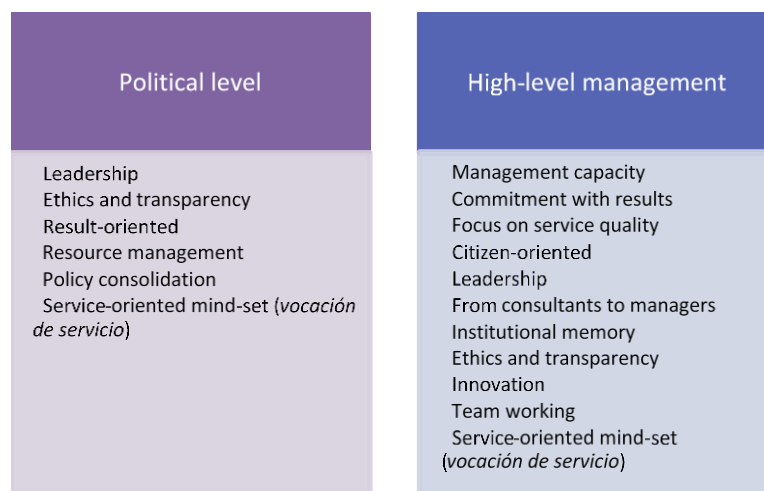 Political level
Leadership
Ethics and transparency
Result-oriented
Resource management
Policy consolidation
Service-oriented mind-set (vocación
de servicio)
High-level management
Management capacity
Commitment with results
Focus on service quality
Citizen-oriented
Leadership
From consultants to managers
Institutional memory
Ethics and transparency
Innovation
Team working
Service-oriented mind-set
(vocación de servicio)